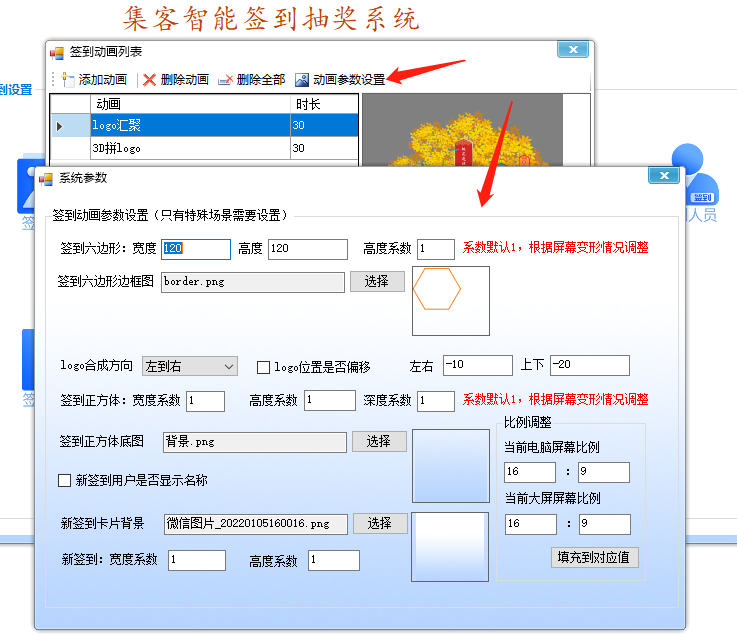 集客智能签到抽奖系统
签到动画列表
添加动画 删除动画 删除全部 动画参数设置
到设置
动画 时长
logo汇聚 30
3D拼logo 30
签到
人员
系统参数
签到动画参数设置（只有特殊场景需要设置）
签到六边形：宽度 120 高度 120 高度系数 1 系数默认1，根据屏幕变形情况调整
签到六边形边框图 border.png 选择
logo合成方向 左到右 logo位置是否偏移 左右 -10 上下 -20
签到正方体：宽度系数 1 高度系数 1 深度系数 1 系数默认1，根据屏幕变形情况调整
签到正方体底图 背景.png 选择
比例调整
当前电脑屏幕比例
16 : 9
新签到用户是否显示名称
当前大屏屏幕比例
16 : 9
新签到卡片背景 微信图片_20220105160016.png 选择
新签到：宽度系数 1 高度系数 1
填充到对应值